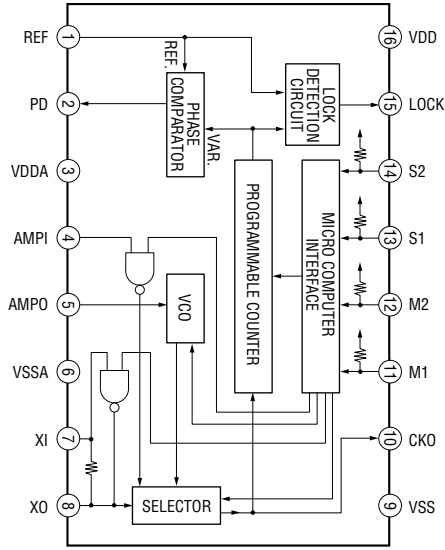 REF
1
PD
2
VDDA
3
AMPI
4
AMPO
5
VSSA
6
XI
7
XO
8
REF.
PHASE
COMPARATOR
VAR.
LOCK
DETECTION
CIRCUIT
PROGRAMMABLE COUNTER
MICRO COMPUTER
INTERFACE
VCO
SELECTOR
16
VDD
15
LOCK
14
S2
13
S1
12
M2
11
M1
10
CKO
9
VSS